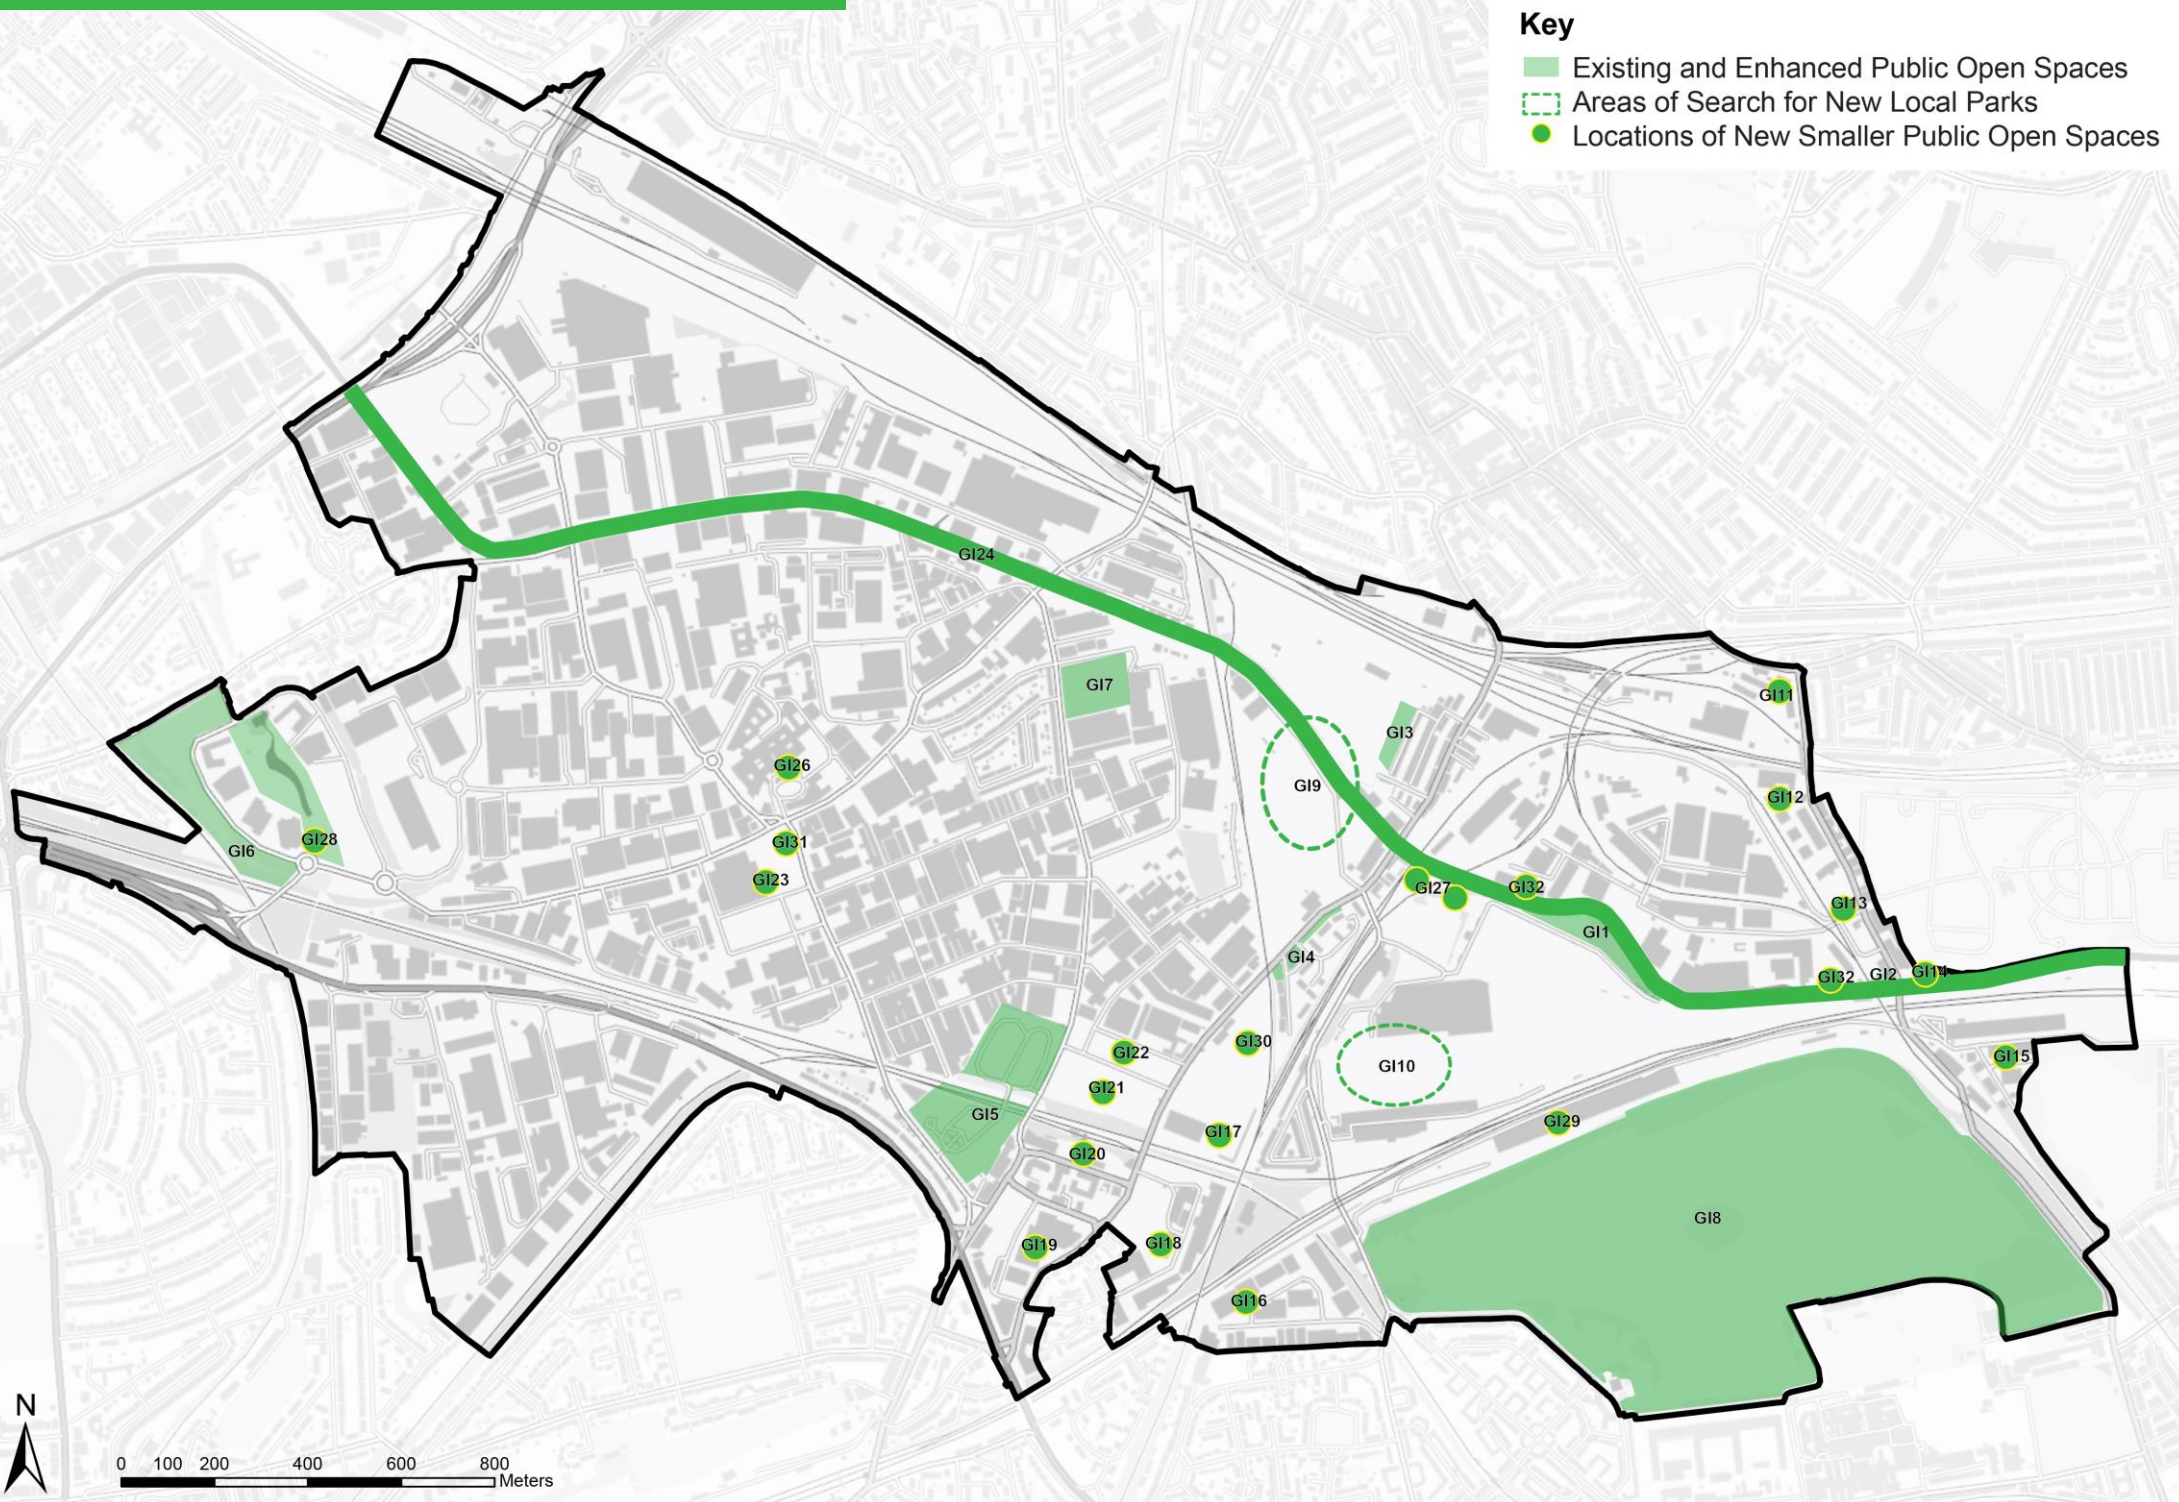 Key
Existing and Enhanced Public Open Spaces
Areas of Search for New Local Parks
Locations of New Smaller Public Open Spaces
GI24
GI7
GI11
GI3
GI26
GI9
GI12
GI31
GI28
GI6
GI23
GI27
GI32
GI13
GI1
GI4
GI14
GI2
GI32
GI30
GI22
GI15
GI10
GI21
GI5
GI29
GI17
GI20
GI8
GI18
GI19
GI16
N
0 100 200 400 600 800
Meters